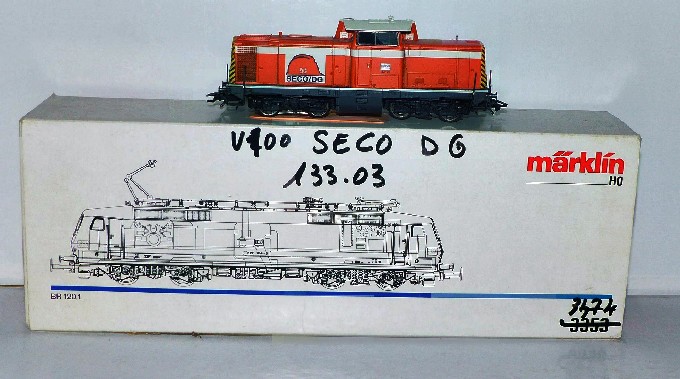 SECO/DG
V100 SECO DG
133.03
märklin
HO
BR 120.1
3474
3353